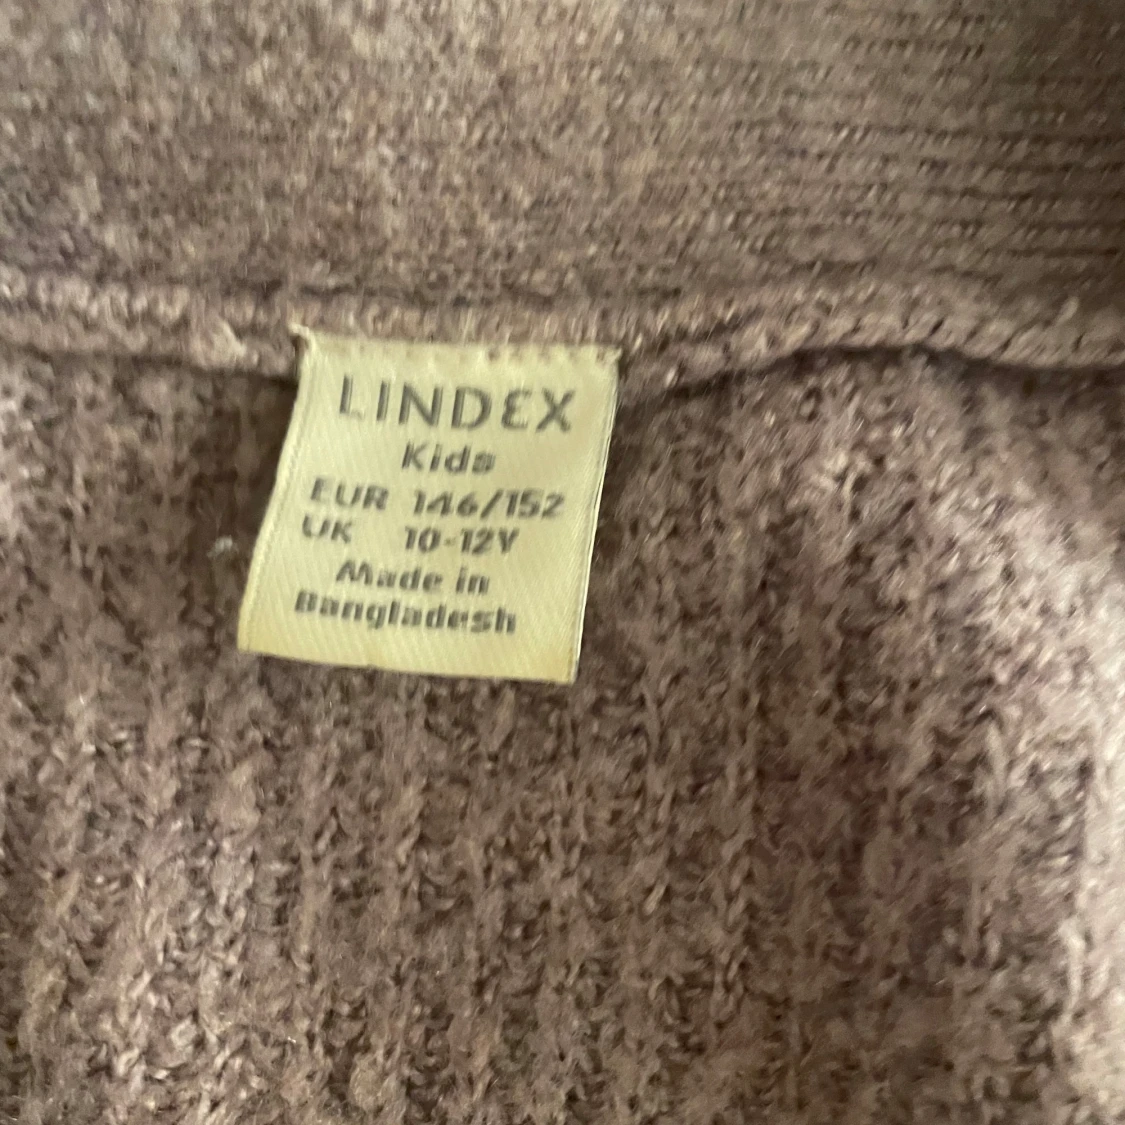 LINDEX
Kids
EUR 146/152
UK 10-12Y
Made in
Bangladesh